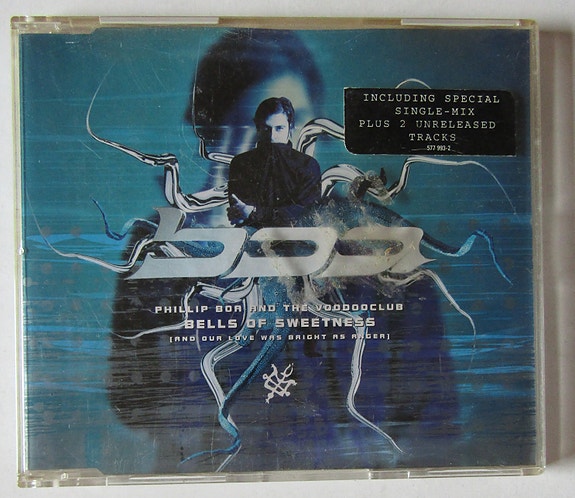 INCLUDING SPECIAL
SINGLE-MIX
PLUS 2 UNRELEASED
TRACKS
577 993-2
boa
PHILLIP BOA AND THE VOODOOCLUB
BELLS OF SWEETNESS
(AND OUR LOVE WAS BRIGHT AS ANGER)